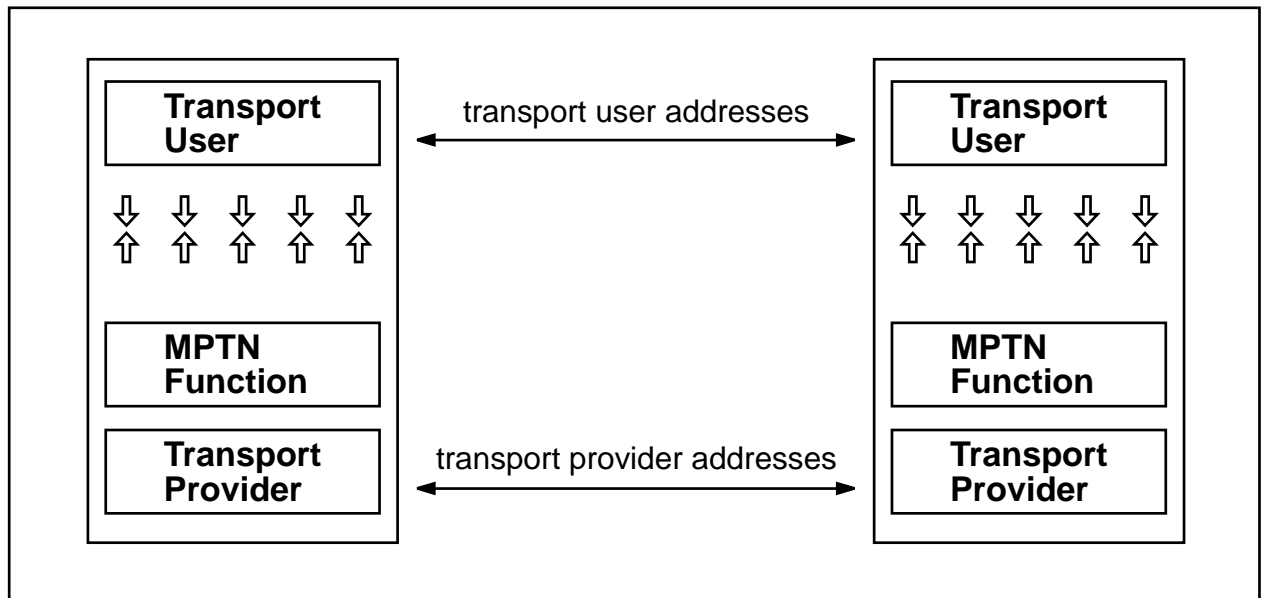 Transport
User
transport user addresses
Transport
User
MPTN
Function
MPTN
Function
Transport
Provider
transport provider addresses
Transport
Provider